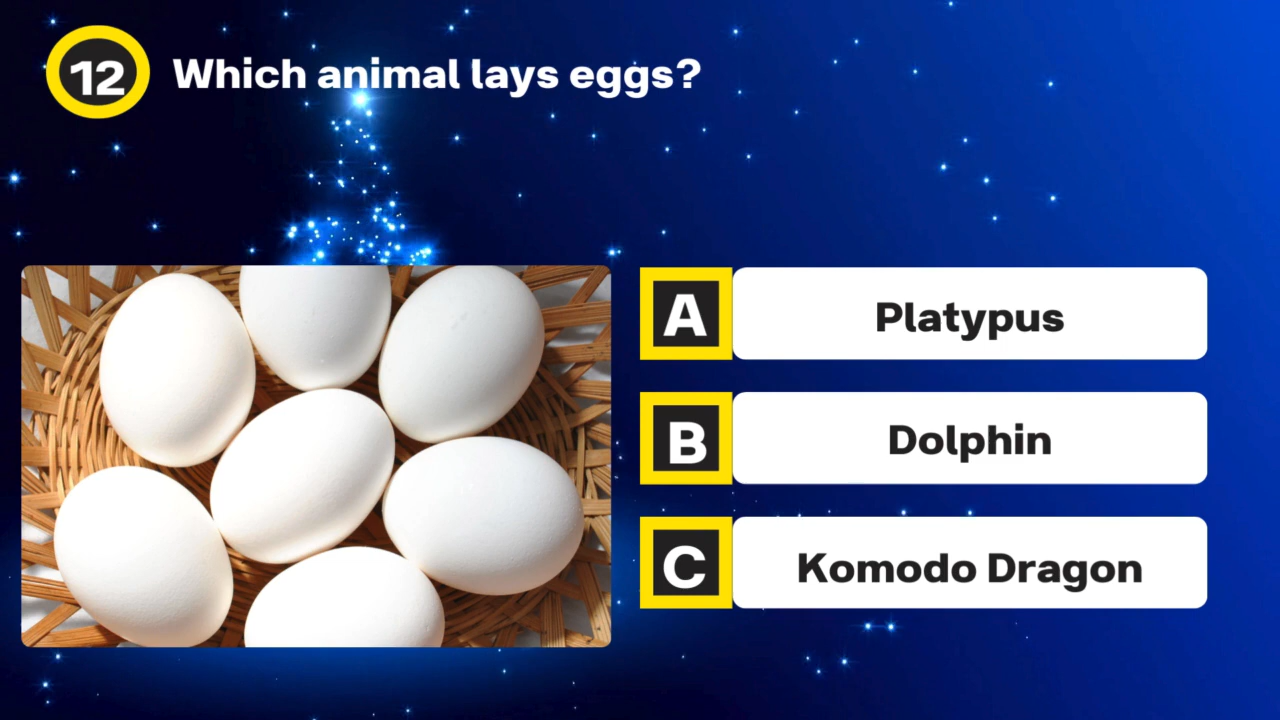 12
Which animal lays eggs?
A
Platypus
B
Dolphin
C
Komodo Dragon